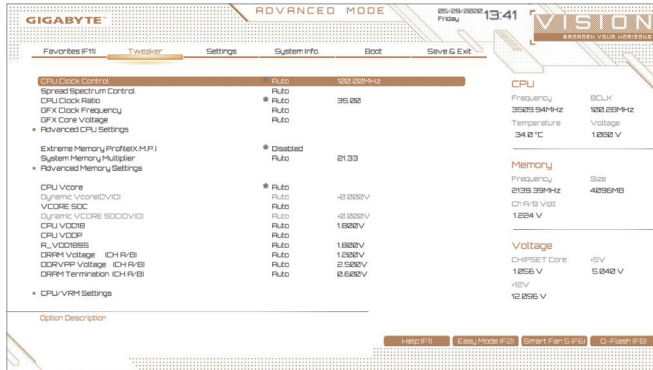 GIGABYTE™
ADVANCED MODE
05/29/2020
Friday
13:41
VISION
BROADEN YOUR HORIZONS
Favorites (F11) Tweaker Settings System Info. Boot Save & Exit
CPU Clock Control Auto 100.00MHz
Spread Spectrum Control Auto
CPU Clock Ratio Auto 35.00
GFX Clock Frequency Auto
GFX Core Voltage Auto
Advanced CPU Settings
Extreme Memory Profile(X.M.P.) Disabled
System Memory Multiplier Auto 21.33
Advanced Memory Settings
CPU Vcore Auto
Dynamic Vcore(DVID) Auto +0.000V
VCORE SOC Auto
Dynamic VCORE SOC(DVID) Auto +0.000V
CPU VDD18 Auto 1.800V
CPU VDDP Auto
A_VDD18S5 Auto 1.800V
DRAM Voltage (CH A/B) Auto 1.200V
DDRVPP Voltage (CH A/B) Auto 2.500V
DRAM Termination (CH A/B) Auto 0.600V
CPU/VRM Settings
Option Description
CPU
Frequency BCLK
3509.94MHz 100.28MHz
Temperature Voltage
34.0 °C 1.080 V
Memory
Frequency Size
2139.39MHz 4096MB
Ch A/B Volt
1.224 V
Voltage
CHIPSET Core +5V
1.056 V 5.040 V
+12V
12.096 V
Help (F1) Easy Mode (F2) Smart Fan 5 (F6) Q-Flash (F8)